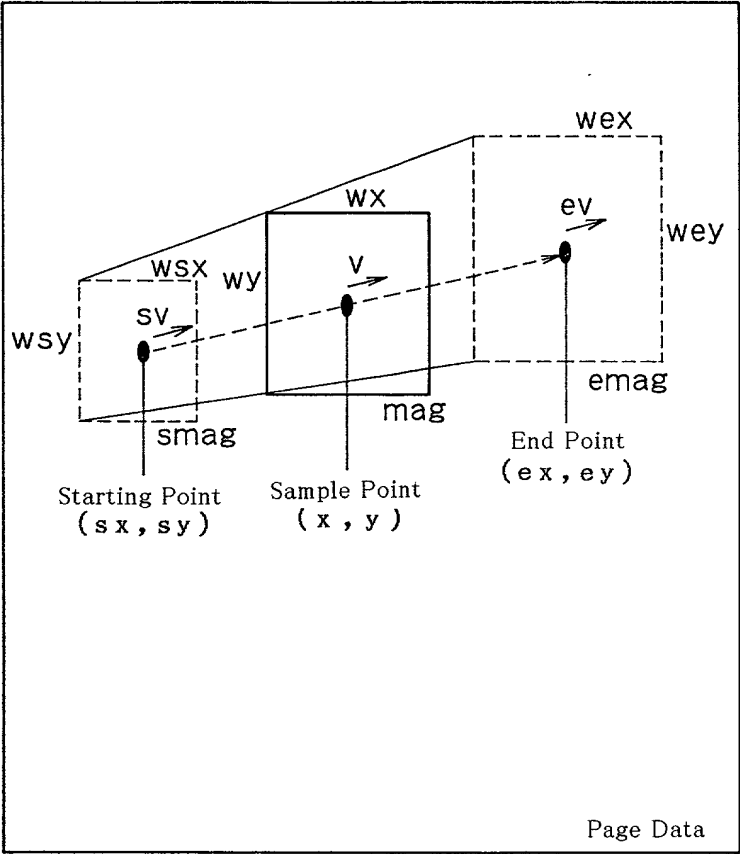 wex
wx
ev
wey
wsx
wy
v
sv
wsy
emag
mag
smag
End Point
(ex,ey)
Sample Point
(x,y)
Starting Point
(sx,sy)
Page Data